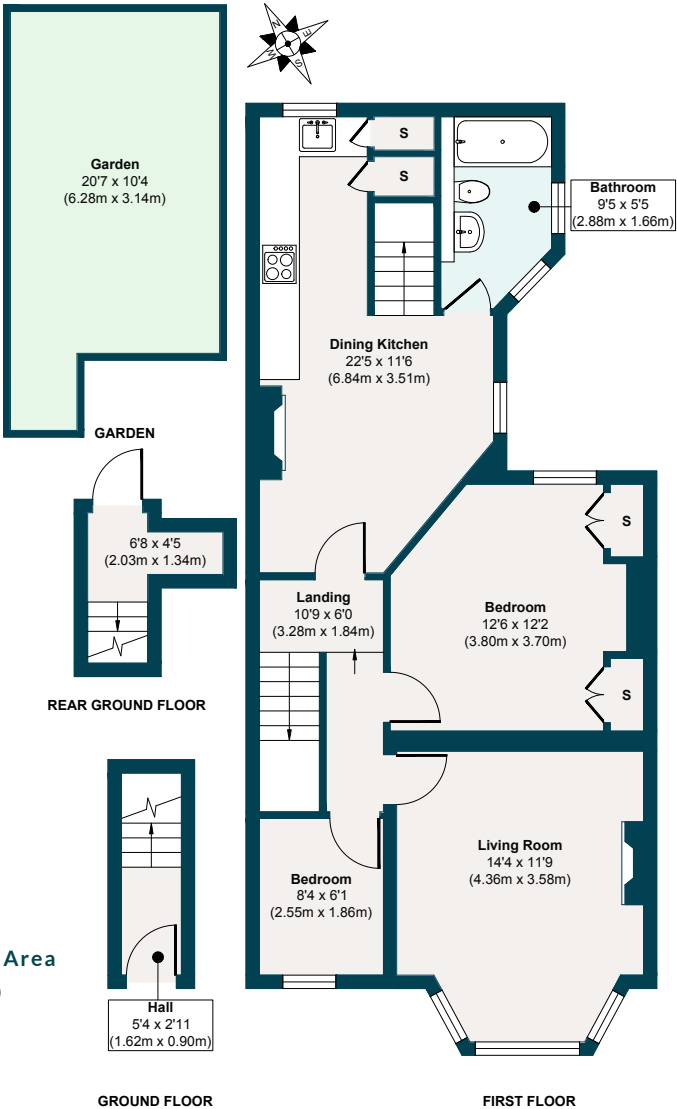 N
E
S
W
Garden
20'7 x 10'4
(6.28m x 3.14m)
S
S
Bathroom
9'5 x 5'5
(2.88m x 1.66m)
Dining Kitchen
22'5 x 11'6
(6.84m x 3.51m)
GARDEN
6'8 x 4'5
(2.03m x 1.34m)
REAR GROUND FLOOR
S
Landing
10'9 x 6'0
(3.28m x 1.84m)
Bedroom
12'6 x 12'2
(3.80m x 3.70m)
S
Living Room
14'4 x 11'9
(4.36m x 3.58m)
Bedroom
8'4 x 6'1
(2.55m x 1.86m)
Area
)
Hall
5'4 x 2'11
(1.62m x 0.90m)
GROUND FLOOR
FIRST FLOOR